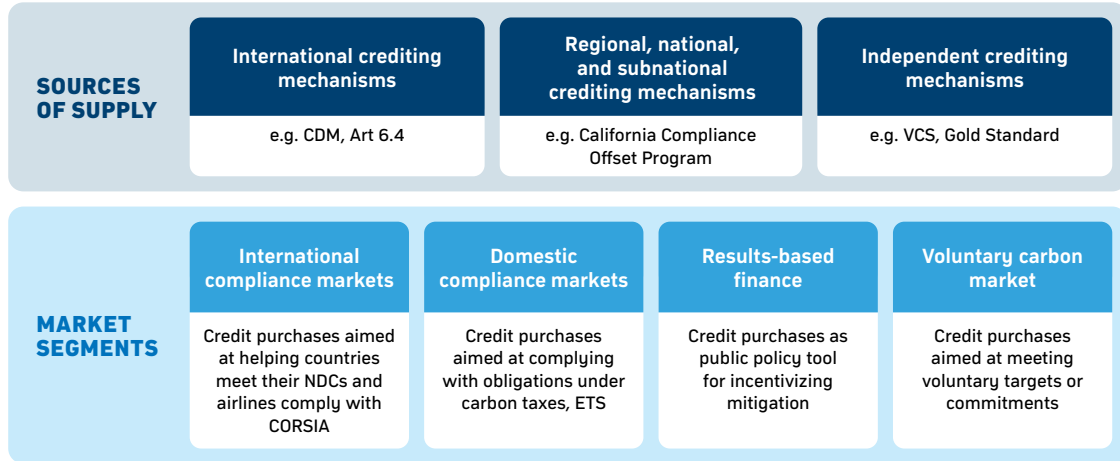 SOURCES
OF SUPPLY
International crediting
mechanisms
e.g. CDM, Art 6.4
Regional, national,
and subnational
crediting mechanisms
e.g. California Compliance
Offset Program
Independent crediting
mechanisms
e.g. VCS, Gold Standard
MARKET
SEGMENTS
International
compliance markets
Credit purchases aimed
at helping countries
meet their NDCs and
airlines comply with
CORSIA
Domestic
compliance markets
Credit purchases
aimed at complying
with obligations under
carbon taxes, ETS
Results-based
finance
Credit purchases as
public policy tool
for incentivizing
mitigation
Voluntary carbon
market
Credit purchases
aimed at meeting
voluntary targets or
commitments